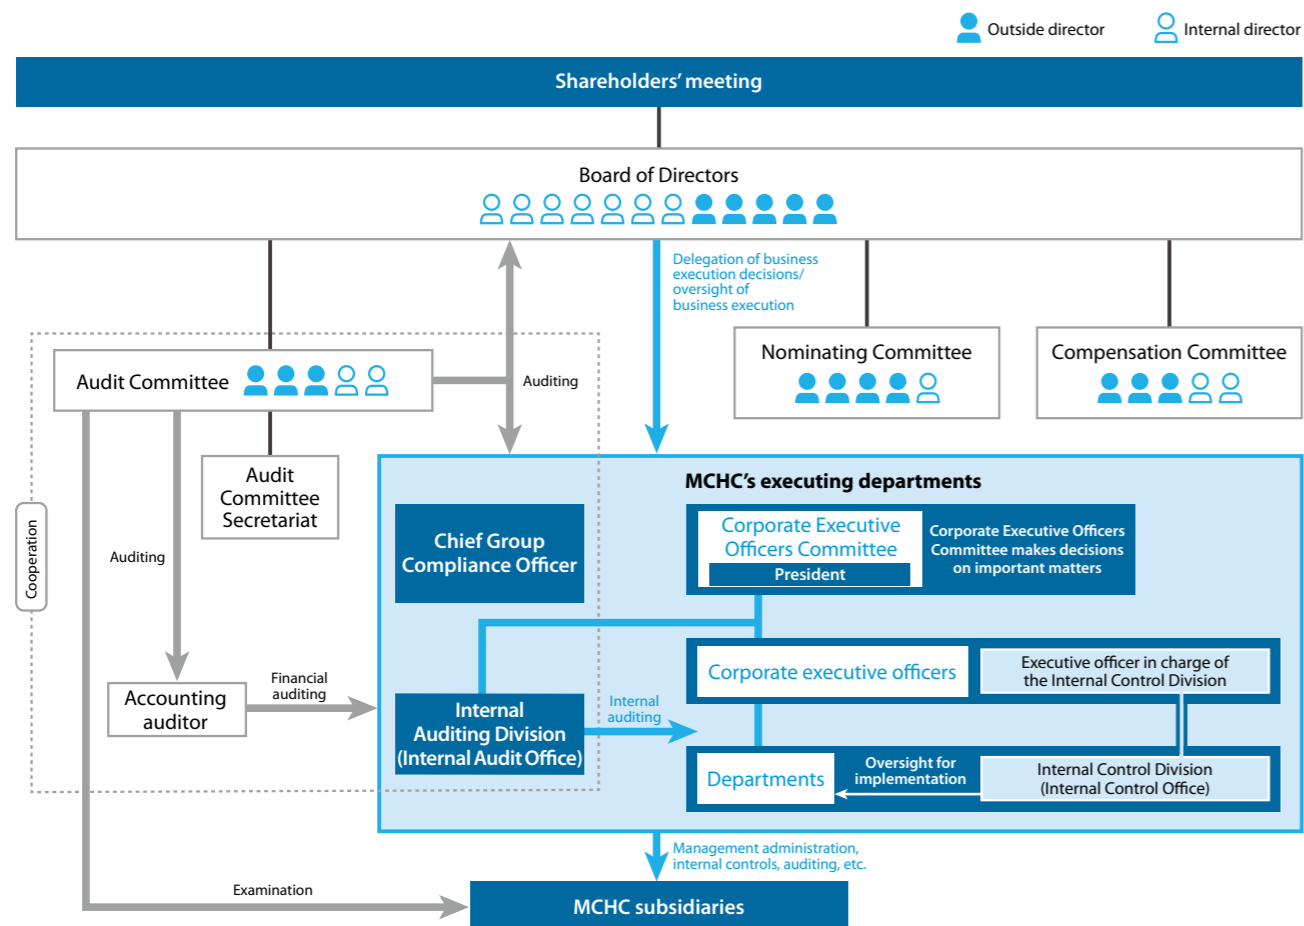 Outside director
Internal director
Shareholders’ meeting
Board of Directors
Delegation of business
execution decisions/
oversight of
business execution
Nominating Committee
Compensation Committee
Audit Committee
Auditing
Audit
Committee
Secretariat
Cooperation
Auditing
MCHC’s executing departments
Chief Group
Compliance Officer
Corporate Executive
Officers Committee
President
Corporate Executive Officers
Committee makes decisions
on important matters
Corporate executive officers
Executive officer in charge of
the Internal Control Division
Accounting
auditor
Financial
auditing
Internal
Auditing Division
(Internal Audit Office)
Internal
auditing
Departments
Oversight for
implementation
Internal Control Division
(Internal Control Office)
Management administration,
internal controls, auditing, etc.
Examination
MCHC subsidiaries